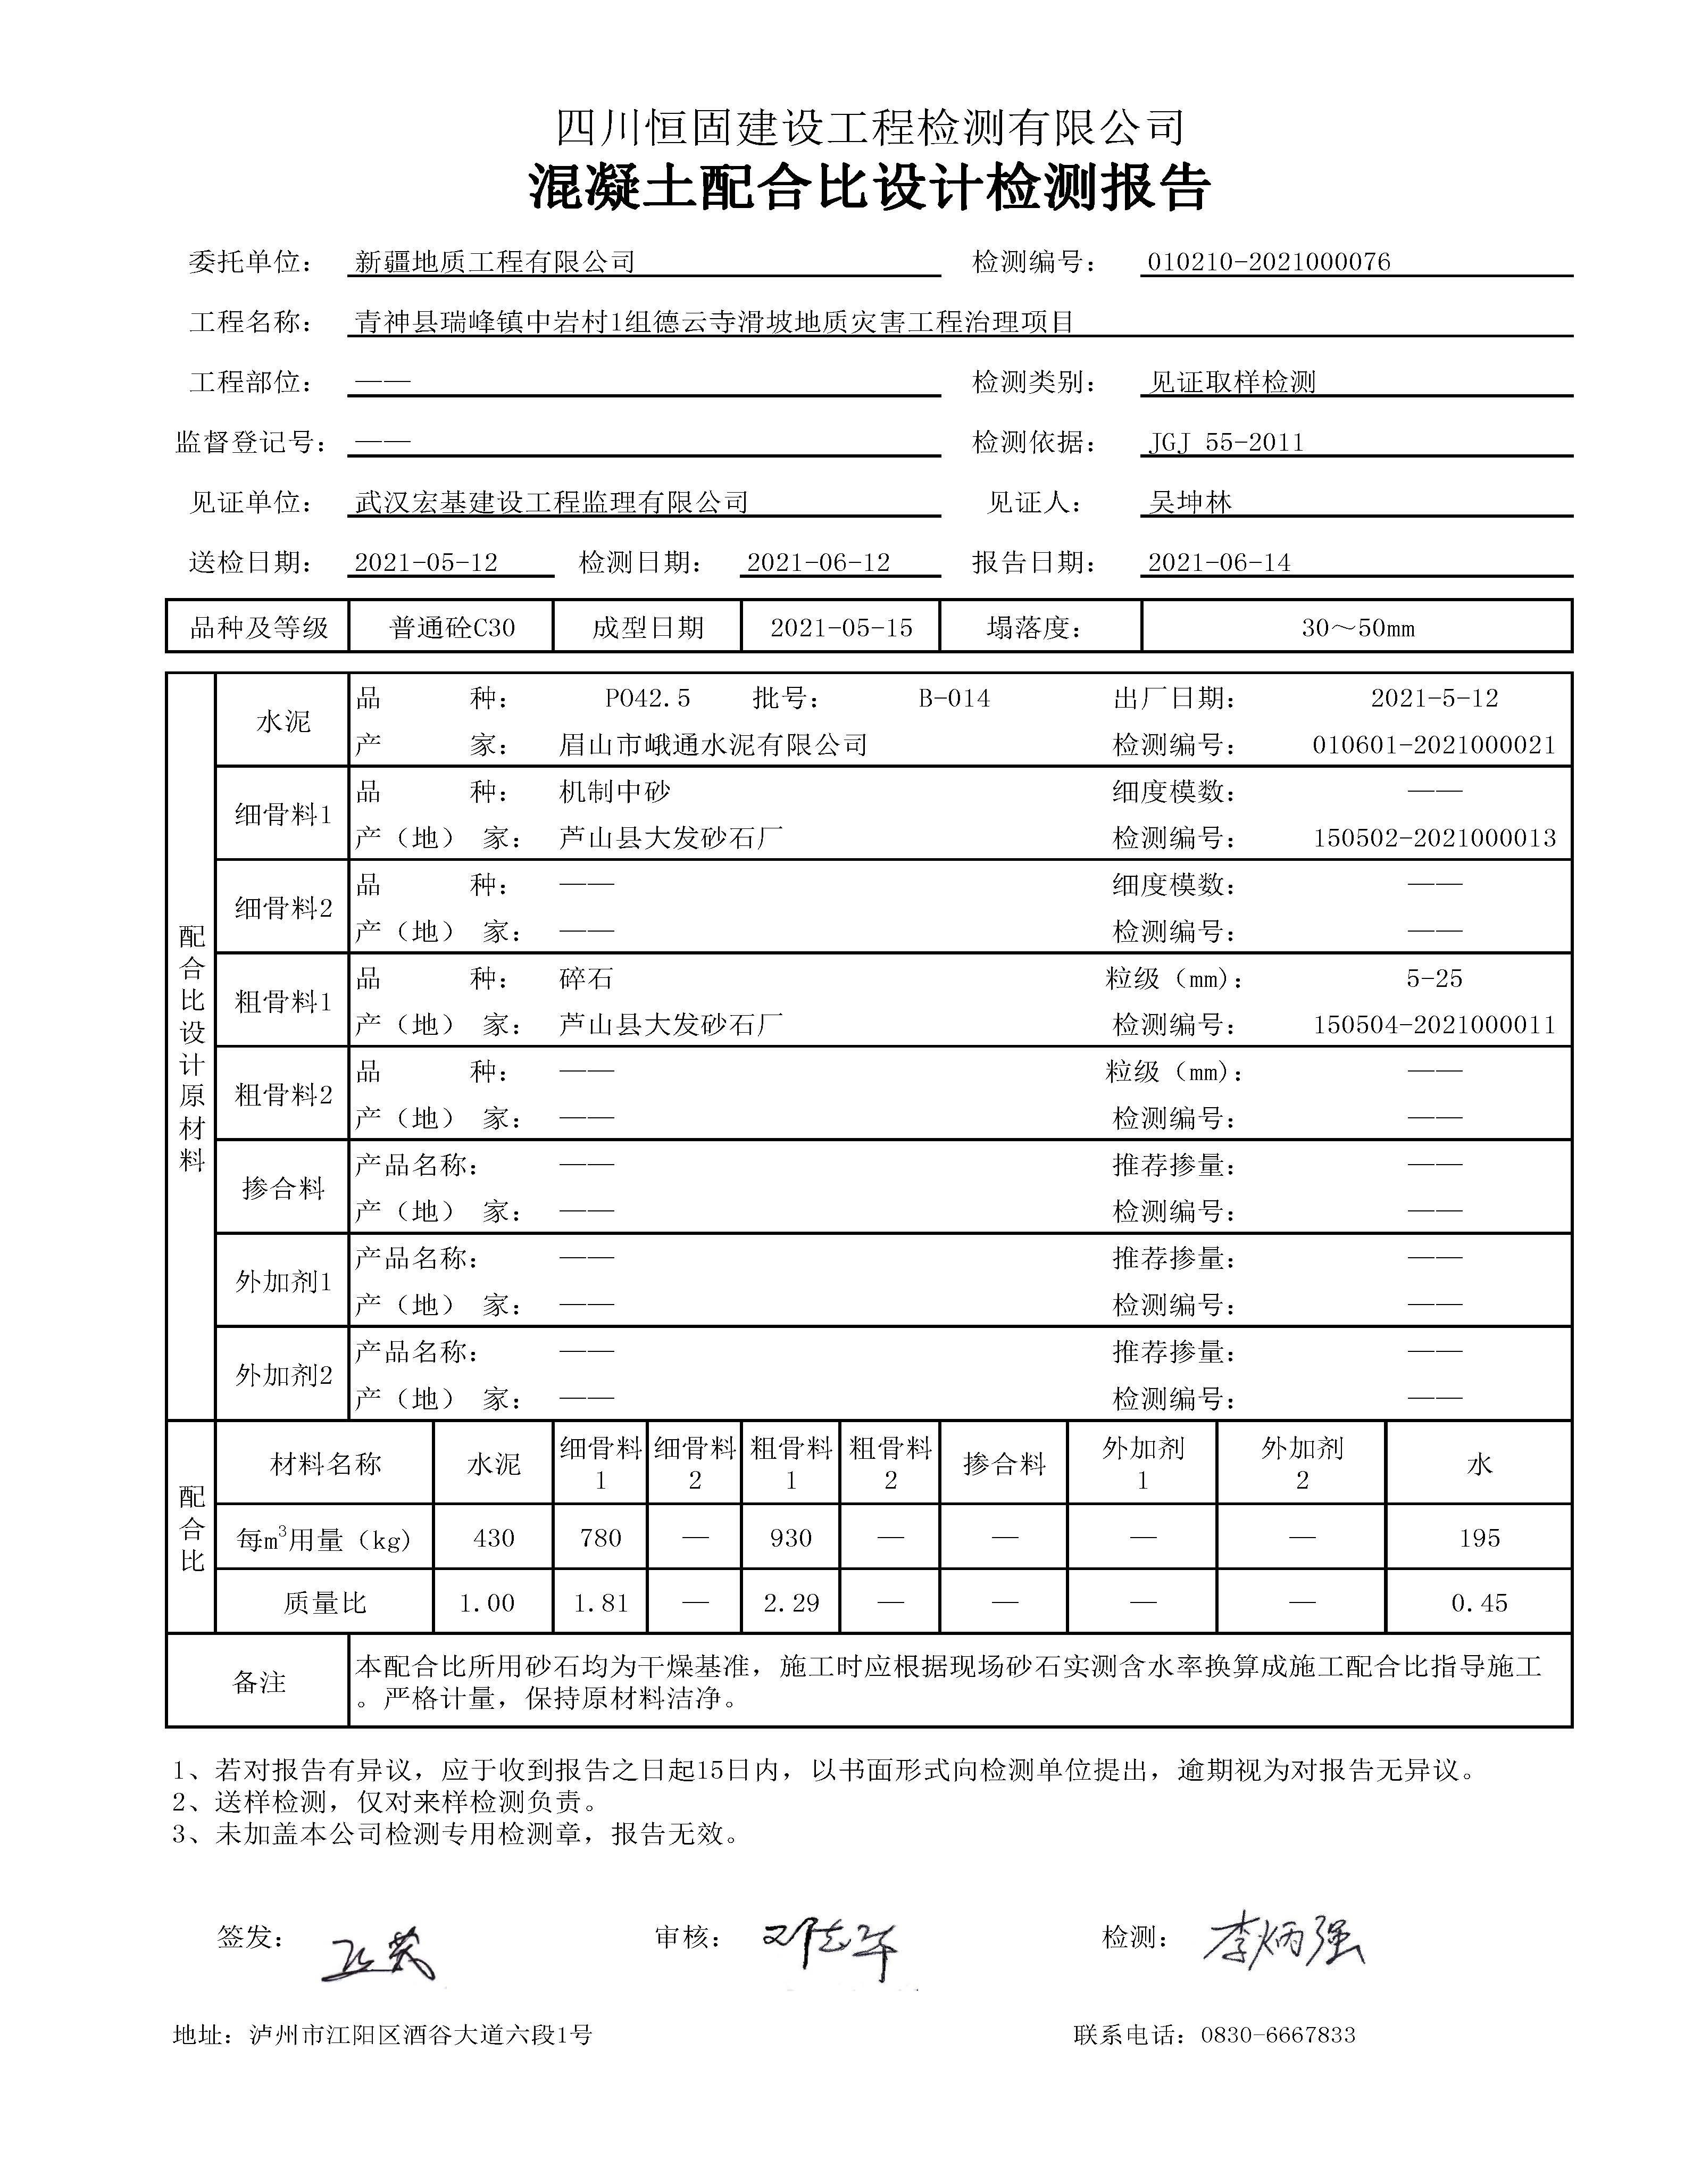 四川恒固建设工程检测有限公司
混凝土配合比设计检测报告
委托单位： 新疆地质工程有限公司 检测编号： 010210-2021000076
工程名称： 青神县瑞峰镇中岩村1组德云寺滑坡地质灾害工程治理项目
工程部位： —— 检测类别： 见证取样检测
监督登记号： —— 检测依据： JGJ 55-2011
见证单位： 武汉宏基建设工程监理有限公司 见证人： 吴坤林
送检日期： 2021-05-12 检测日期： 2021-06-12 报告日期： 2021-06-14
品种及等级 普通砼C30 成型日期 2021-05-15 塌落度： 30～50mm
配合比设计原材料
水泥
品 种： PO42.5 批号： B-014 出厂日期： 2021-5-12
产 家： 眉山市峨通水泥有限公司 检测编号： 010601-2021000021
细骨料1
品 种： 机制中砂 细度模数： ——
产（地） 家： 芦山县大发砂石厂 检测编号： 150502-2021000013
细骨料2
品 种： —— 细度模数： ——
产（地） 家： —— 检测编号： ——
粗骨料1
品 种： 碎石 粒级（mm）： 5-25
产（地） 家： 芦山县大发砂石厂 检测编号： 150504-2021000011
粗骨料2
品 种： —— 粒级（mm）： ——
产（地） 家： —— 检测编号： ——
掺合料
产品名称： —— 推荐掺量： ——
产（地） 家： —— 检测编号： ——
外加剂1
产品名称： —— 推荐掺量： ——
产（地） 家： —— 检测编号： ——
外加剂2
产品名称： —— 推荐掺量： ——
产（地） 家： —— 检测编号： ——
配合比
材料名称 水泥 细骨料1 细骨料2 粗骨料1 粗骨料2 掺合料 外加剂1 外加剂2 水
每m³用量（kg） 430 780 — 930 — — — — 195
质量比 1.00 1.81 — 2.29 — — — — 0.45
备注
本配合比所用砂石均为干燥基准，施工时应根据现场砂石实测含水率换算成施工配合比指导施工
。严格计量，保持原材料洁净。
1、若对报告有异议，应于收到报告之日起15日内，以书面形式向检测单位提出，逾期视为对报告无异议。
2、送样检测，仅对来样检测负责。
3、未加盖本公司检测专用检测章，报告无效。
签发： 审核： 检测： 李炳强
地址：泸州市江阳区酒谷大道六段1号 联系电话：0830-6667833